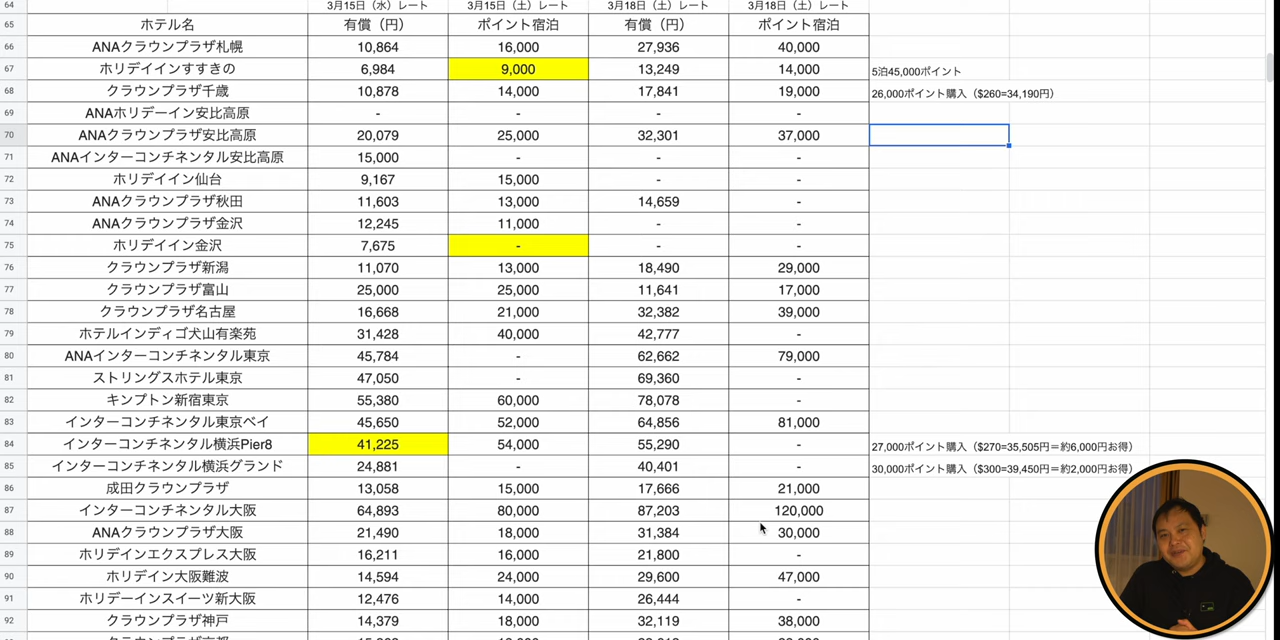 64 3月15日（水）レート 3月15日（土）レート 3月18日（土）レート 3月18日（土）レート
65 ホテル名 有償（円） ポイント宿泊 有償（円） ポイント宿泊
66 ANAクラウンプラザ札幌 10,864 16,000 27,936 40,000
67 ホリデイインすすきの 6,984 9,000 13,249 14,000 5泊45,000ポイント
68 クラウンプラザ千歳 10,878 14,000 17,841 19,000 26,000ポイント購入（$260=34,190円）
69 ANAホリデーイン安比高原 - - - -
70 ANAクラウンプラザ安比高原 20,079 25,000 32,301 37,000
71 ANAインターコンチネンタル安比高原 15,000 - - -
72 ホリデイイン仙台 9,167 15,000 - -
73 ANAクラウンプラザ秋田 11,603 13,000 14,659 -
74 ANAクラウンプラザ金沢 12,245 11,000 - -
75 ホリデイイン金沢 7,675 - - -
76 クラウンプラザ新潟 11,070 13,000 18,490 29,000
77 クラウンプラザ富山 25,000 25,000 11,641 17,000
78 クラウンプラザ名古屋 16,668 21,000 32,382 39,000
79 ホテルインディゴ犬山有楽苑 31,428 40,000 42,777 -
80 ANAインターコンチネンタル東京 45,784 - 62,662 79,000
81 ストリングスホテル東京 47,050 - 69,360 -
82 キンプトン新宿東京 55,380 60,000 78,078 -
83 インターコンチネンタル東京ベイ 45,650 52,000 64,856 81,000
84 インターコンチネンタル横浜Pier8 41,225 54,000 55,290 - 27,000ポイント購入（$270=35,505円＝約6,000円お得）
85 インターコンチネンタル横浜グランド 24,881 - 40,401 - 30,000ポイント購入（$300=39,450円＝約2,000円お得）
86 成田クラウンプラザ 13,058 15,000 17,666 21,000
87 インターコンチネンタル大阪 64,893 80,000 87,203 120,000
88 ANAクラウンプラザ大阪 21,490 18,000 31,384 30,000
89 ホリデインエクスプレス大阪 16,211 16,000 21,800 -
90 ホリデイン大阪難波 14,594 24,000 29,600 47,000
91 ホリデーインスイーツ新大阪 12,476 14,000 26,444 -
92 クラウンプラザ神戸 14,379 18,000 32,119 38,000